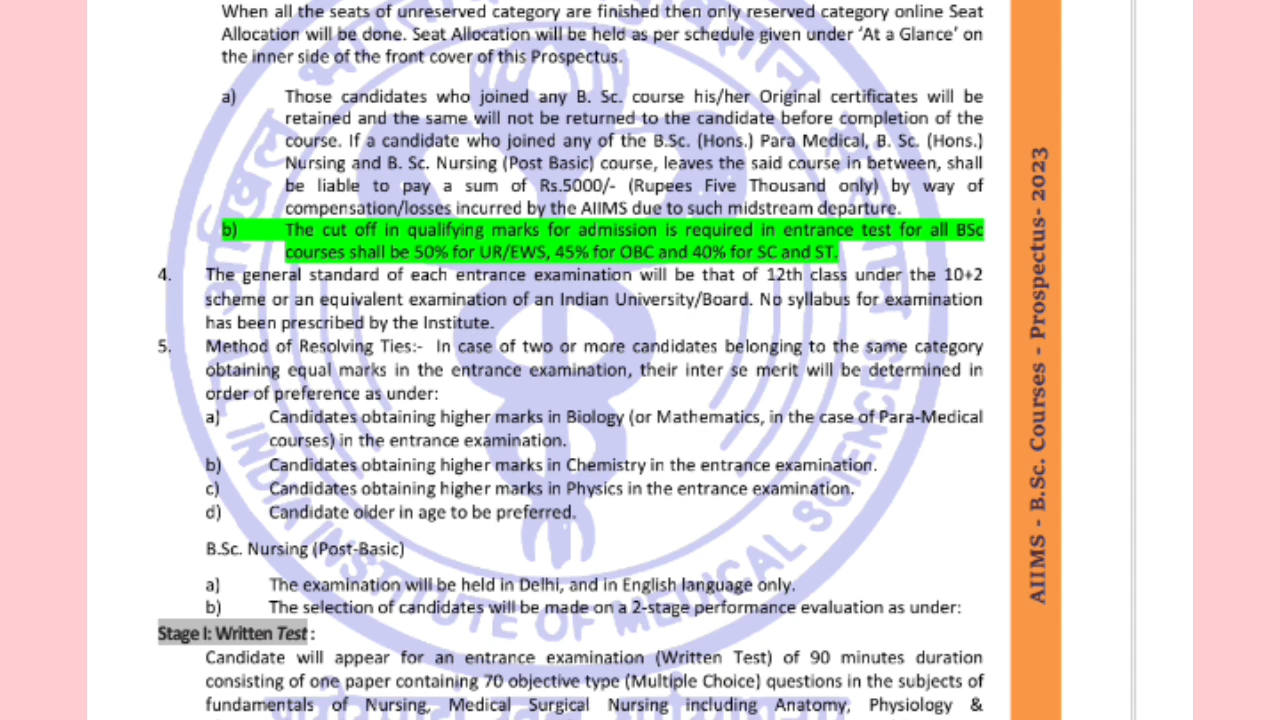 When all the seats of unreserved category are finished then only reserved category online Seat
Allocation will be done. Seat Allocation will be held as per schedule given under ‘At a Glance’ on
the inner side of the front cover of this Prospectus.
a) Those candidates who joined any B. Sc. course his/her Original certificates will be
retained and the same will not be returned to the candidate before completion of the
course. If a candidate who joined any of the B.Sc. (Hons.) Para Medical, B. Sc. (Hons.)
Nursing and B. Sc. Nursing (Post Basic) course, leaves the said course in between, shall
be liable to pay a sum of Rs.5000/- (Rupees Five Thousand only) by way of
compensation/losses incurred by the AIIMS due to such midstream departure.
b) The cut off in qualifying marks for admission is required in entrance test for all BSc
courses shall be 50% for UR/EWS, 45% for OBC and 40% for SC and ST.
4. The general standard of each entrance examination will be that of 12th class under the 10+2
scheme or an equivalent examination of an Indian University/Board. No syllabus for examination
has been prescribed by the Institute.
5. Method of Resolving Ties:- In case of two or more candidates belonging to the same category
obtaining equal marks in the entrance examination, their inter se merit will be determined in
order of preference as under:
a) Candidates obtaining higher marks in Biology (or Mathematics, in the case of Para-Medical
courses) in the entrance examination.
b) Candidates obtaining higher marks in Chemistry in the entrance examination.
c) Candidates obtaining higher marks in Physics in the entrance examination.
d) Candidate older in age to be preferred.
B.Sc. Nursing (Post-Basic)
a) The examination will be held in Delhi, and in English language only.
b) The selection of candidates will be made on a 2-stage performance evaluation as under:
Stage I: Written Test :
Candidate will appear for an entrance examination (Written Test) of 90 minutes duration
consisting of one paper containing 70 objective type (Multiple Choice) questions in the subjects of
fundamentals of Nursing, Medical Surgical Nursing including Anatomy, Physiology &
AIIMS - B.Sc. Courses - Prospectus- 2023
INDIA INSTITUTE OF MEDICAL SCIENCES